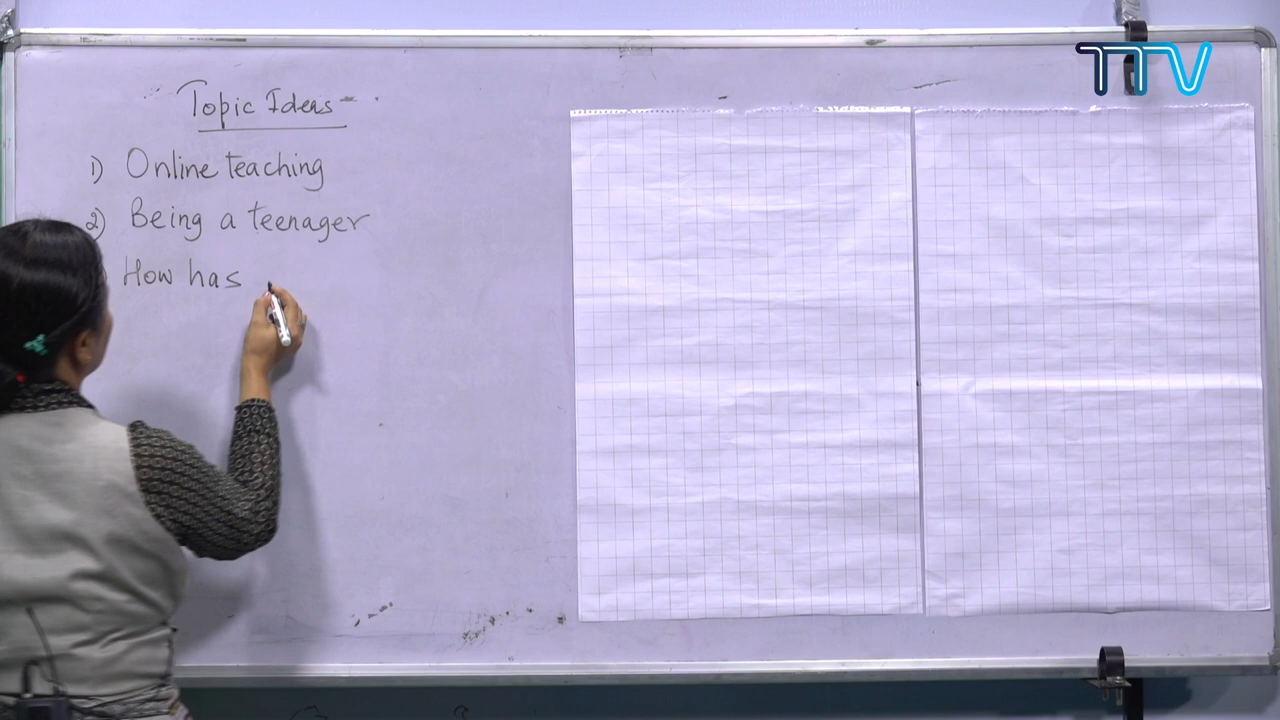 TTV
Topic Ideas
1) Online teaching
2) Being a teenager
How has